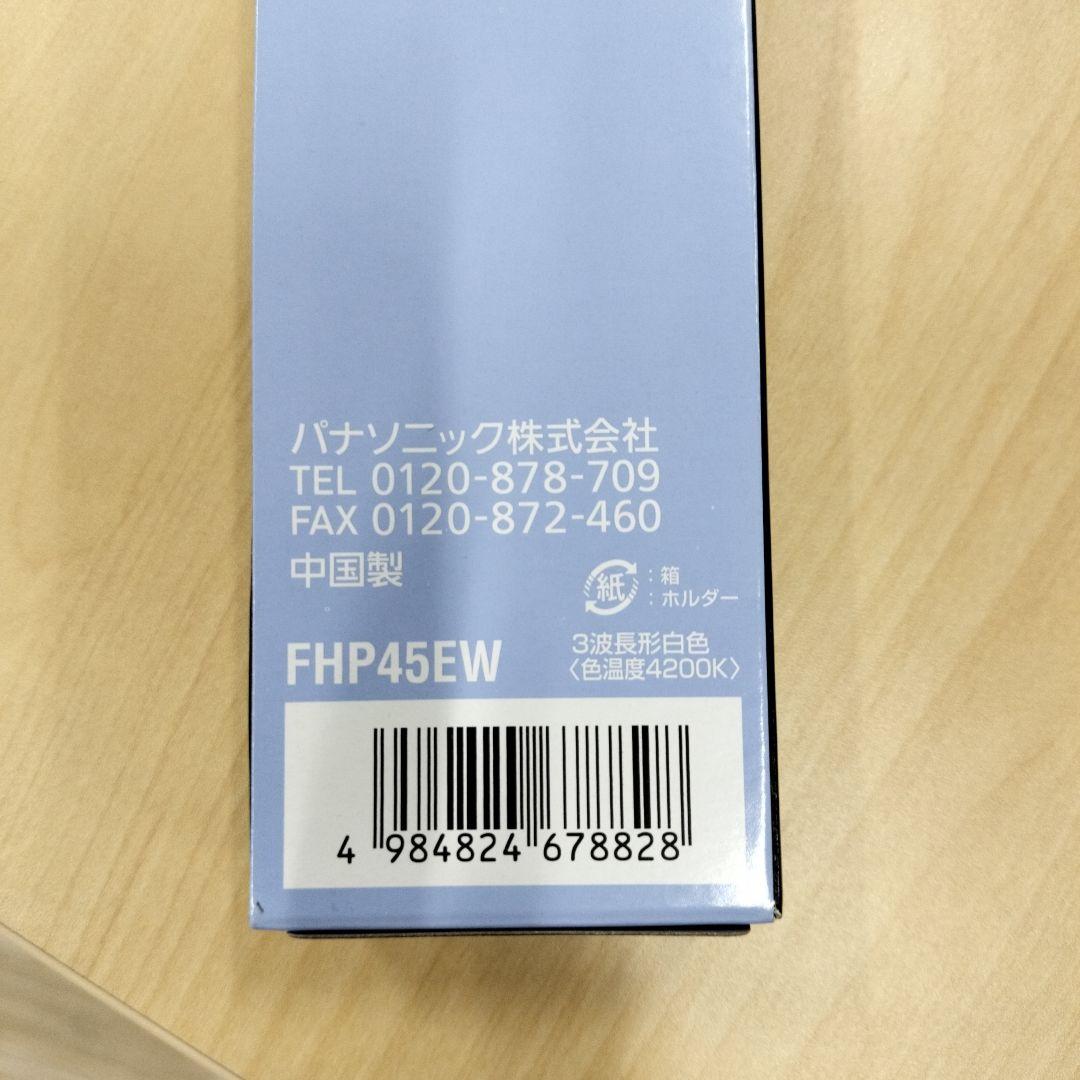 パナソニック株式会社
TEL 0120-878-709
FAX 0120-872-460
中国製
紙 :箱
:ホルダー
FHP45EW
3波長形白色
〈色温度4200K〉
4 984824 678828